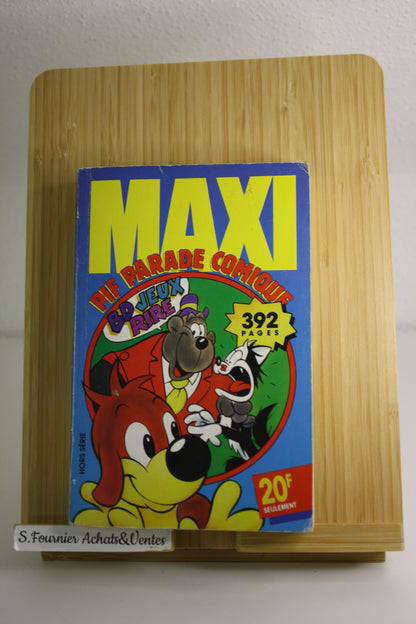 MAXI
PIF PARADE COMIQUE
BD JEUX
RIRE
392
PAGES
HORS SÉRIE
20F
SEULEMENT
S.Fournier Achats&Ventes